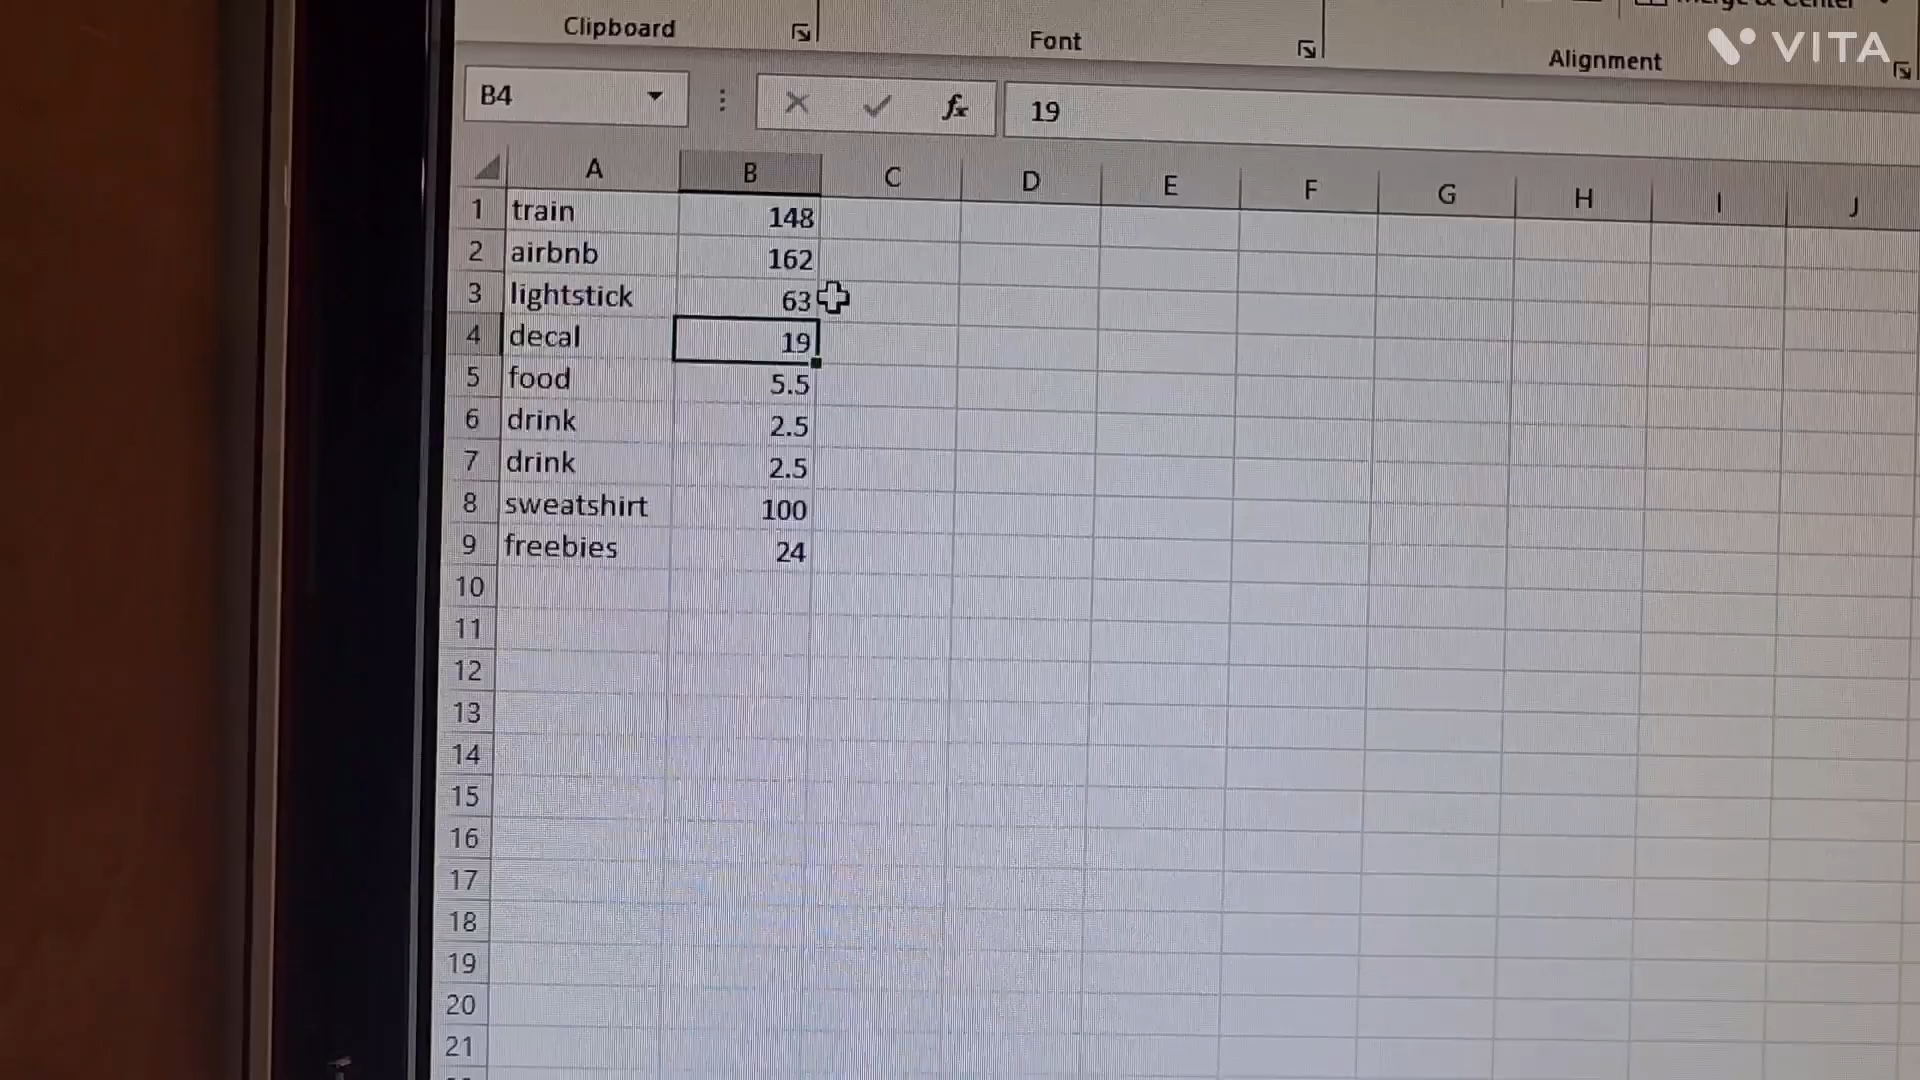 Clipboard
Font
Alignment
VITA
B4
fx
19
A B C D E F G H I J
1 train 148
2 airbnb 162
3 lightstick 63
4 decal 19
5 food 5.5
6 drink 2.5
7 drink 2.5
8 sweatshirt 100
9 freebies 24
10
11
12
13
14
15
16
17
18
19
20
21